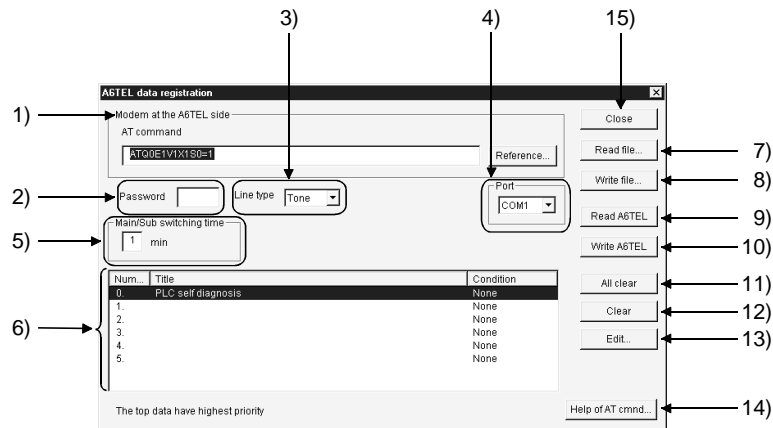 3) 4) 15)
A6TEL data registration
1) Modem at the A6TEL side
Close
AT command
ATQ0E1V1X1S0=1 Reference...
Read file... 7)
2) Password Line type Tone
Port
COM1
Write file... 8)
5) Main/Sub switching time
1 min
Read A6TEL 9)
Write A6TEL 10)
6)
Num... Title Condition
0. PLC self diagnosis None
1. None
2. None
3. None
4. None
5. None
All clear 11)
Clear 12)
Edit... 13)
The top data have highest priority
Help of AT cmnd... 14)